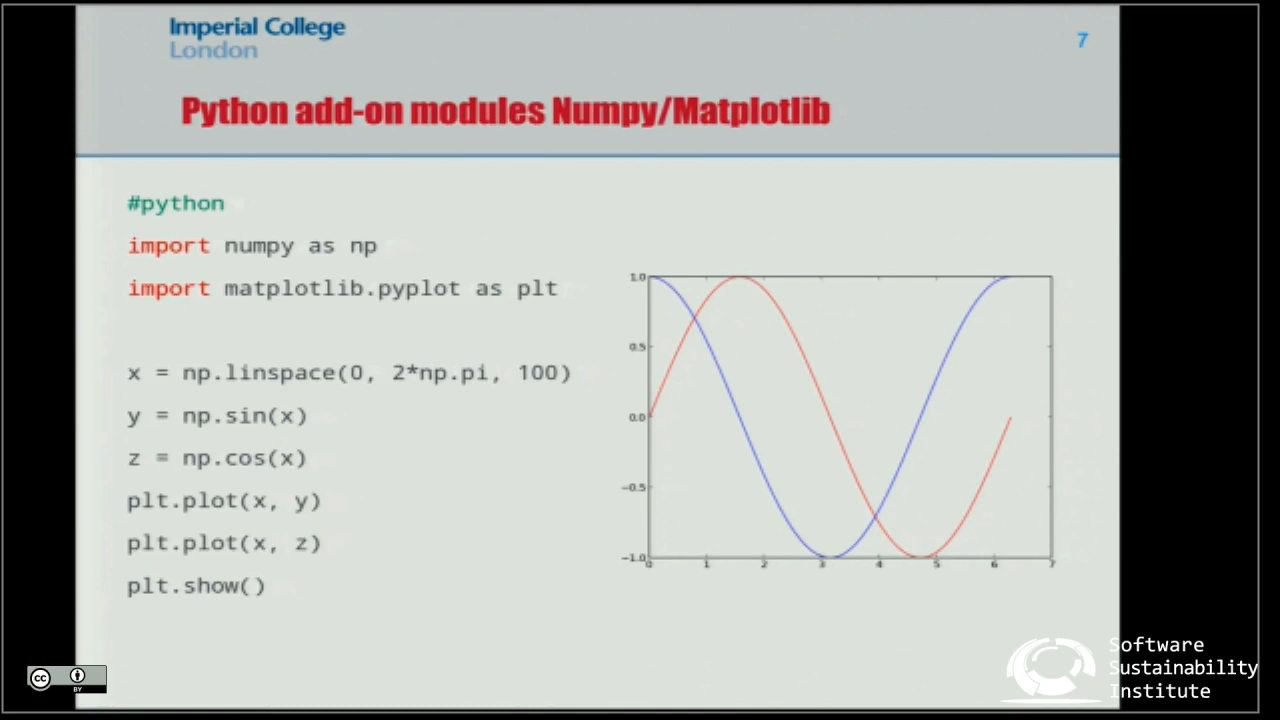 Imperial College
London
7
Python add-on modules Numpy/Matplotlib
#python
import numpy as np
import matplotlib.pyplot as plt
x = np.linspace(0, 2*np.pi, 100)
y = np.sin(x)
z = np.cos(x)
plt.plot(x, y)
plt.plot(x, z)
plt.show()
1.0
0.5
0.0
−0.5
−1.0
0 1 2 3 4 5 6 7
cc BY
Software
Sustainability
Institute